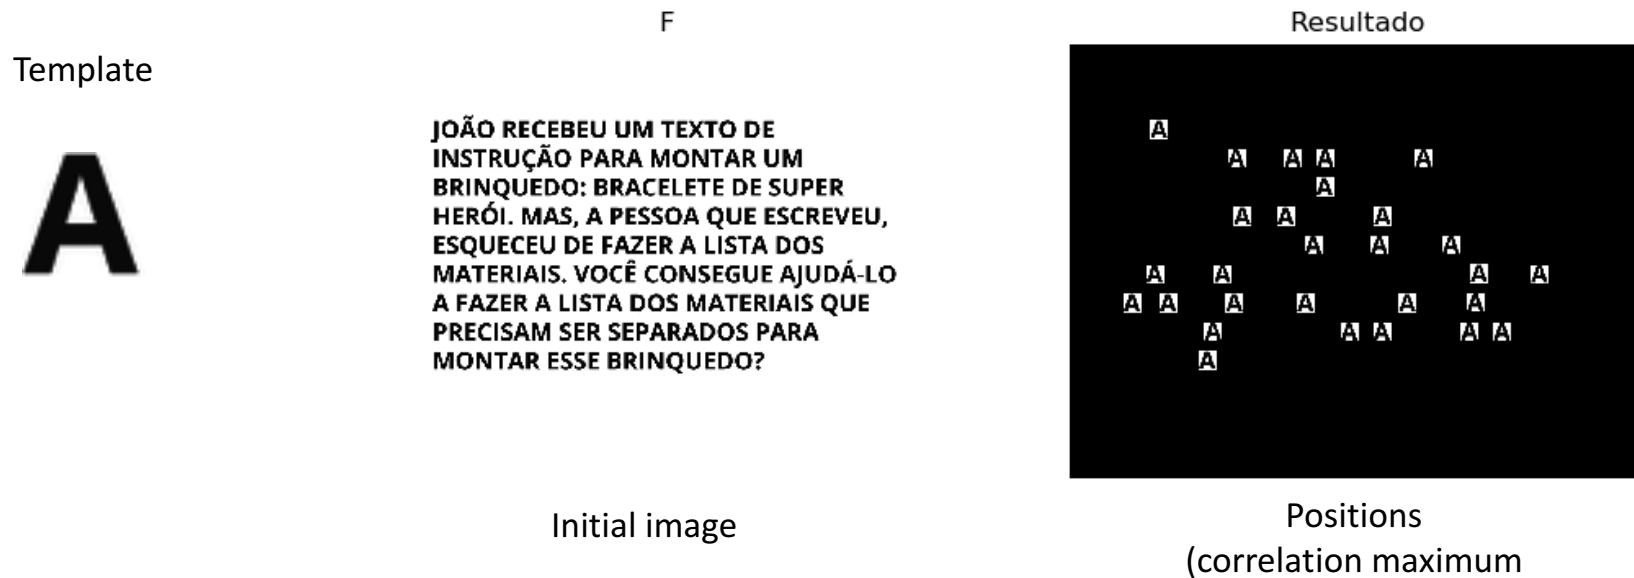 F
Resultado
Template
A
JOÃO RECEBEU UM TEXTO DE
INSTRUÇÃO PARA MONTAR UM
BRINQUEDO: BRACELETE DE SUPER
HERÓI. MAS, A PESSOA QUE ESCREVEU,
ESQUECEU DE FAZER A LISTA DOS
MATERIAIS. VOCÊ CONSEGUE AJUDÁ-LO
A FAZER A LISTA DOS MATERIAIS QUE
PRECISAM SER SEPARADOS PARA
MONTAR ESSE BRINQUEDO?
A
A A A A
A
A A A
A A A
A A A A
A A A A A A
A A A A A
A
Initial image
Positions
(correlation maximum